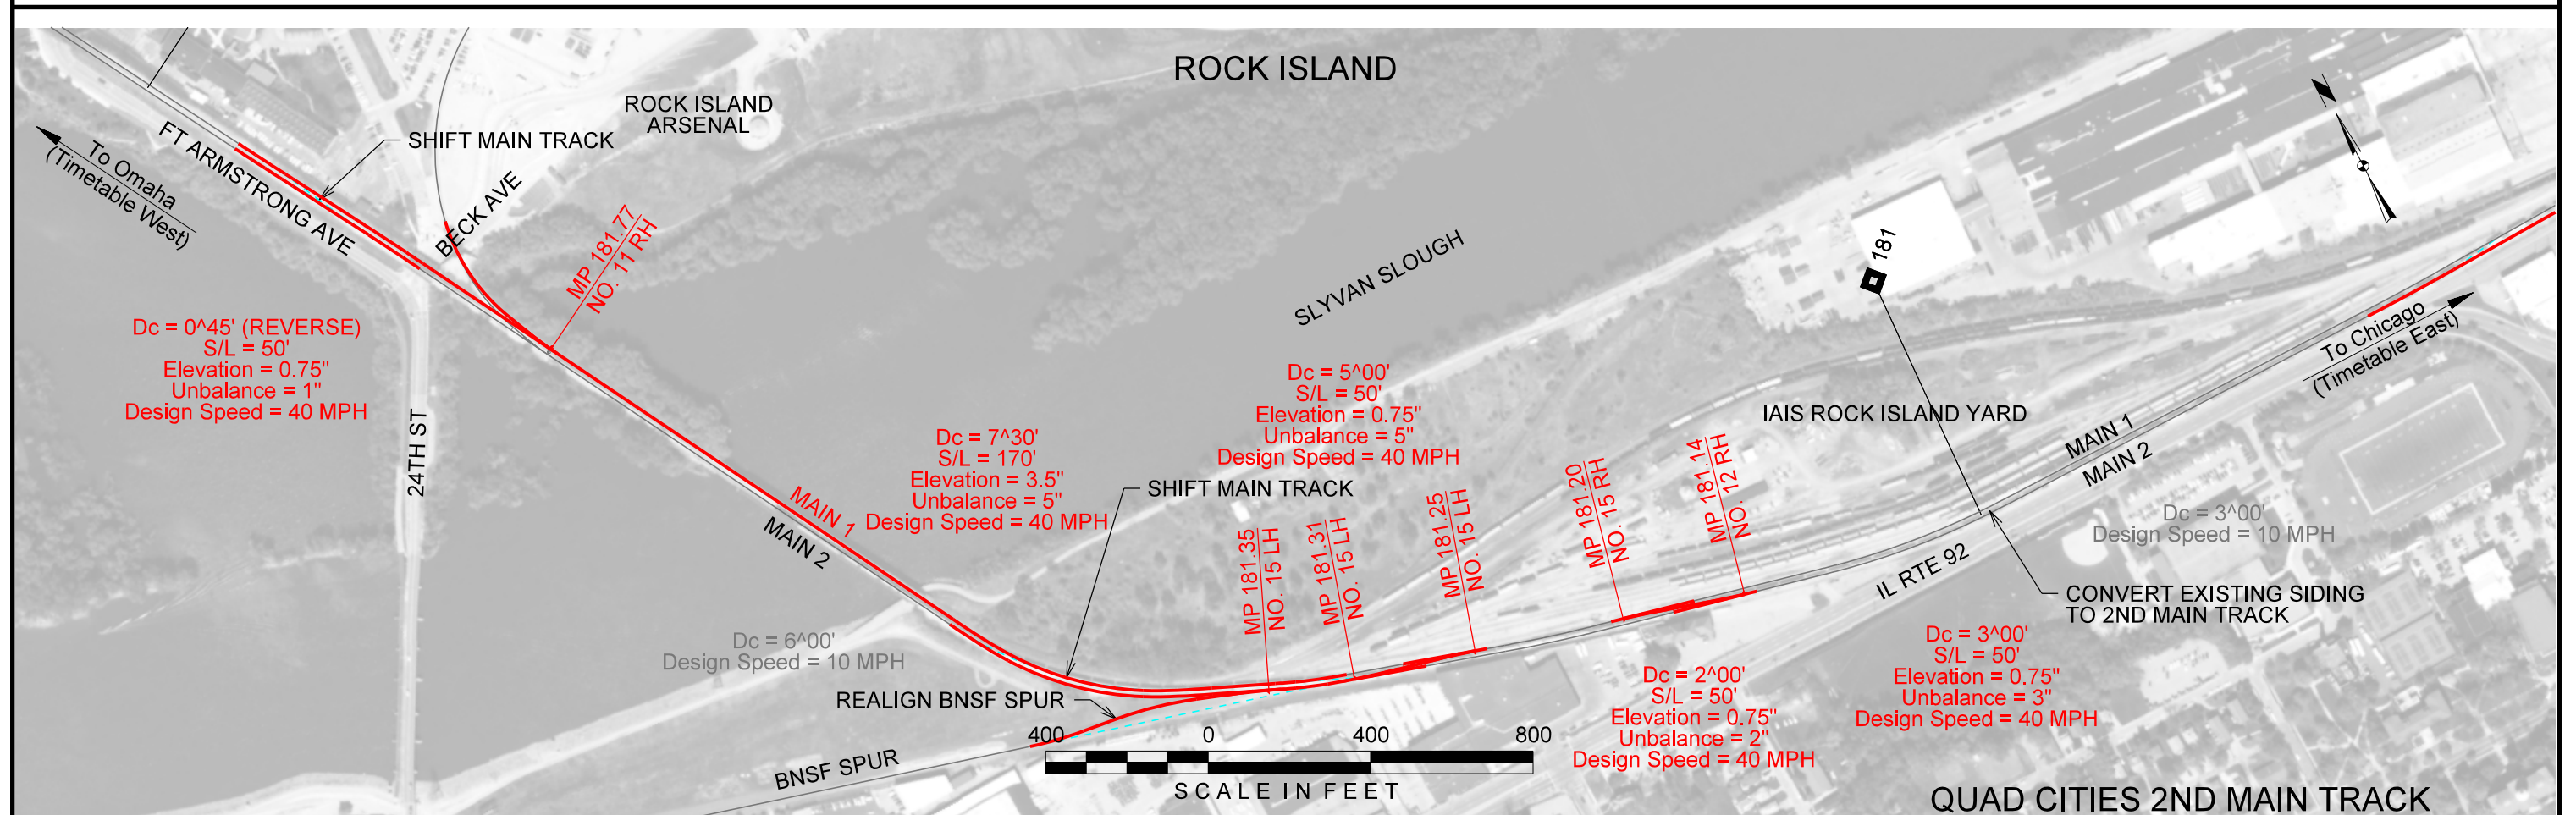 ROCK ISLAND
ROCK ISLAND
ARSENAL
SHIFT MAIN TRACK
FT ARMSTRONG AVE
To Omaha
(Timetable West)
BECK AVE
MP 181.77
NO. 11 RH
SLYVAN SLOUGH
181
To Chicago
(Timetable East)
Dc = 0^45' (REVERSE)
S/L = 50'
Elevation = 0.75"
Unbalance = 1"
Design Speed = 40 MPH
24TH ST
Dc = 7^30'
S/L = 170'
Elevation = 3.5"
Unbalance = 5"
Design Speed = 40 MPH
Dc = 5^00'
S/L = 50'
Elevation = 0.75"
Unbalance = 5"
Design Speed = 40 MPH
SHIFT MAIN TRACK
IAIS ROCK ISLAND YARD
MAIN 1
MAIN 2
MAIN 1
MAIN 2
MP 181.35
NO. 15 LH
MP 181.31
NO. 15 LH
MP 181.25
NO. 15 LH
MP 181.20
NO. 15 RH
MP 181.14
NO. 12 RH
Dc = 3^00'
Design Speed = 10 MPH
IL RTE 92
CONVERT EXISTING SIDING
TO 2ND MAIN TRACK
Dc = 6^00'
Design Speed = 10 MPH
REALIGN BNSF SPUR
BNSF SPUR
Dc = 2^00'
S/L = 50'
Elevation = 0.75"
Unbalance = 2"
Design Speed = 40 MPH
Dc = 3^00'
S/L = 50'
Elevation = 0.75"
Unbalance = 3"
Design Speed = 40 MPH
400 0 400 800
SCALE IN FEET
QUAD CITIES 2ND MAIN TRACK